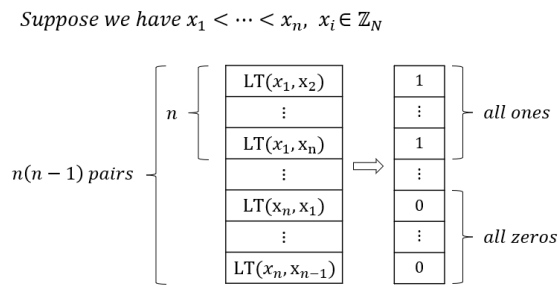 Suppose we have x₁ < ⋯ < xₙ, xᵢ ∈ ℤ_N
n(n − 1) pairs
n
LT(x₁, x₂)
⋮
LT(x₁, xₙ)
⋮
LT(xₙ, x₁)
⋮
LT(xₙ, xₙ₋₁)
1
⋮
1
⋮
0
⋮
0
all ones
all zeros